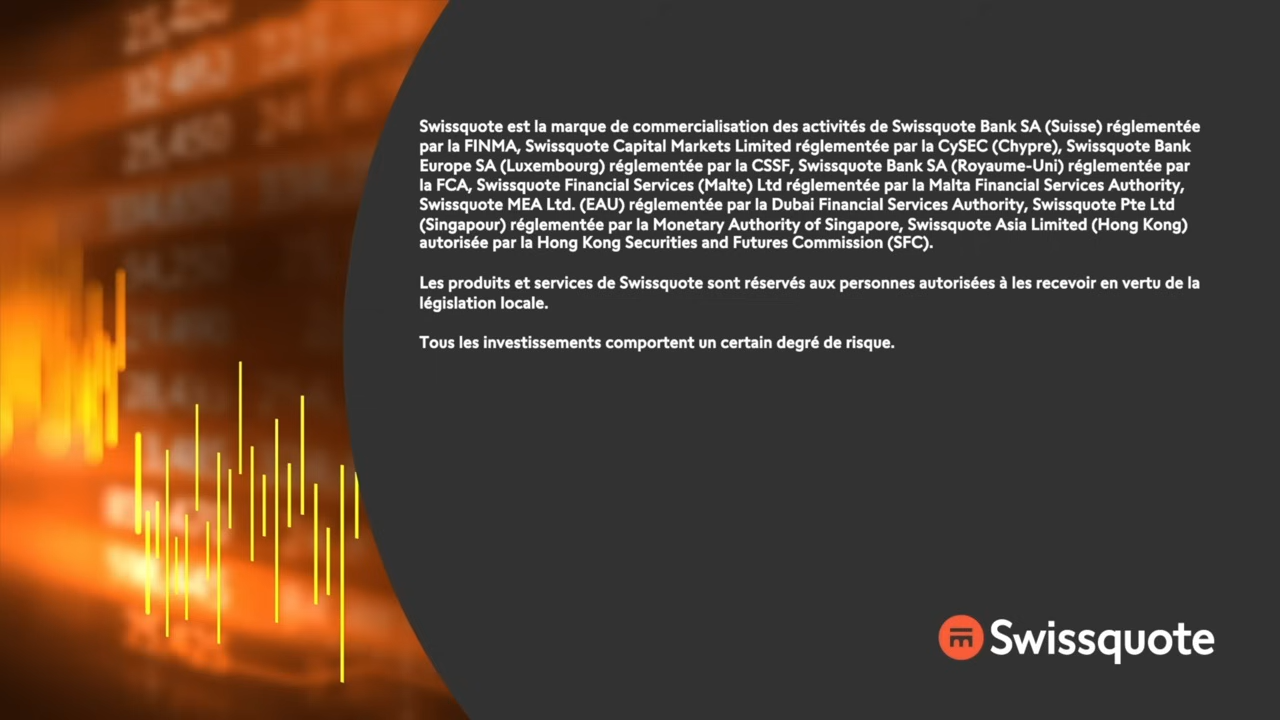 Swissquote est la marque de commercialisation des activités de Swissquote Bank SA (Suisse) réglementée
par la FINMA, Swissquote Capital Markets Limited réglementée par la CySEC (Chypre), Swissquote Bank
Europe SA (Luxembourg) réglementée par la CSSF, Swissquote Bank SA (Royaume-Uni) réglementée par
la FCA, Swissquote Financial Services (Malte) Ltd réglementée par la Malta Financial Services Authority,
Swissquote MEA Ltd. (EAU) réglementée par la Dubai Financial Services Authority, Swissquote Pte Ltd
(Singapour) réglementée par la Monetary Authority of Singapore, Swissquote Asia Limited (Hong Kong)
autorisée par la Hong Kong Securities and Futures Commission (SFC).
Les produits et services de Swissquote sont réservés aux personnes autorisées à les recevoir en vertu de la
législation locale.
Tous les investissements comportent un certain degré de risque.
Swissquote